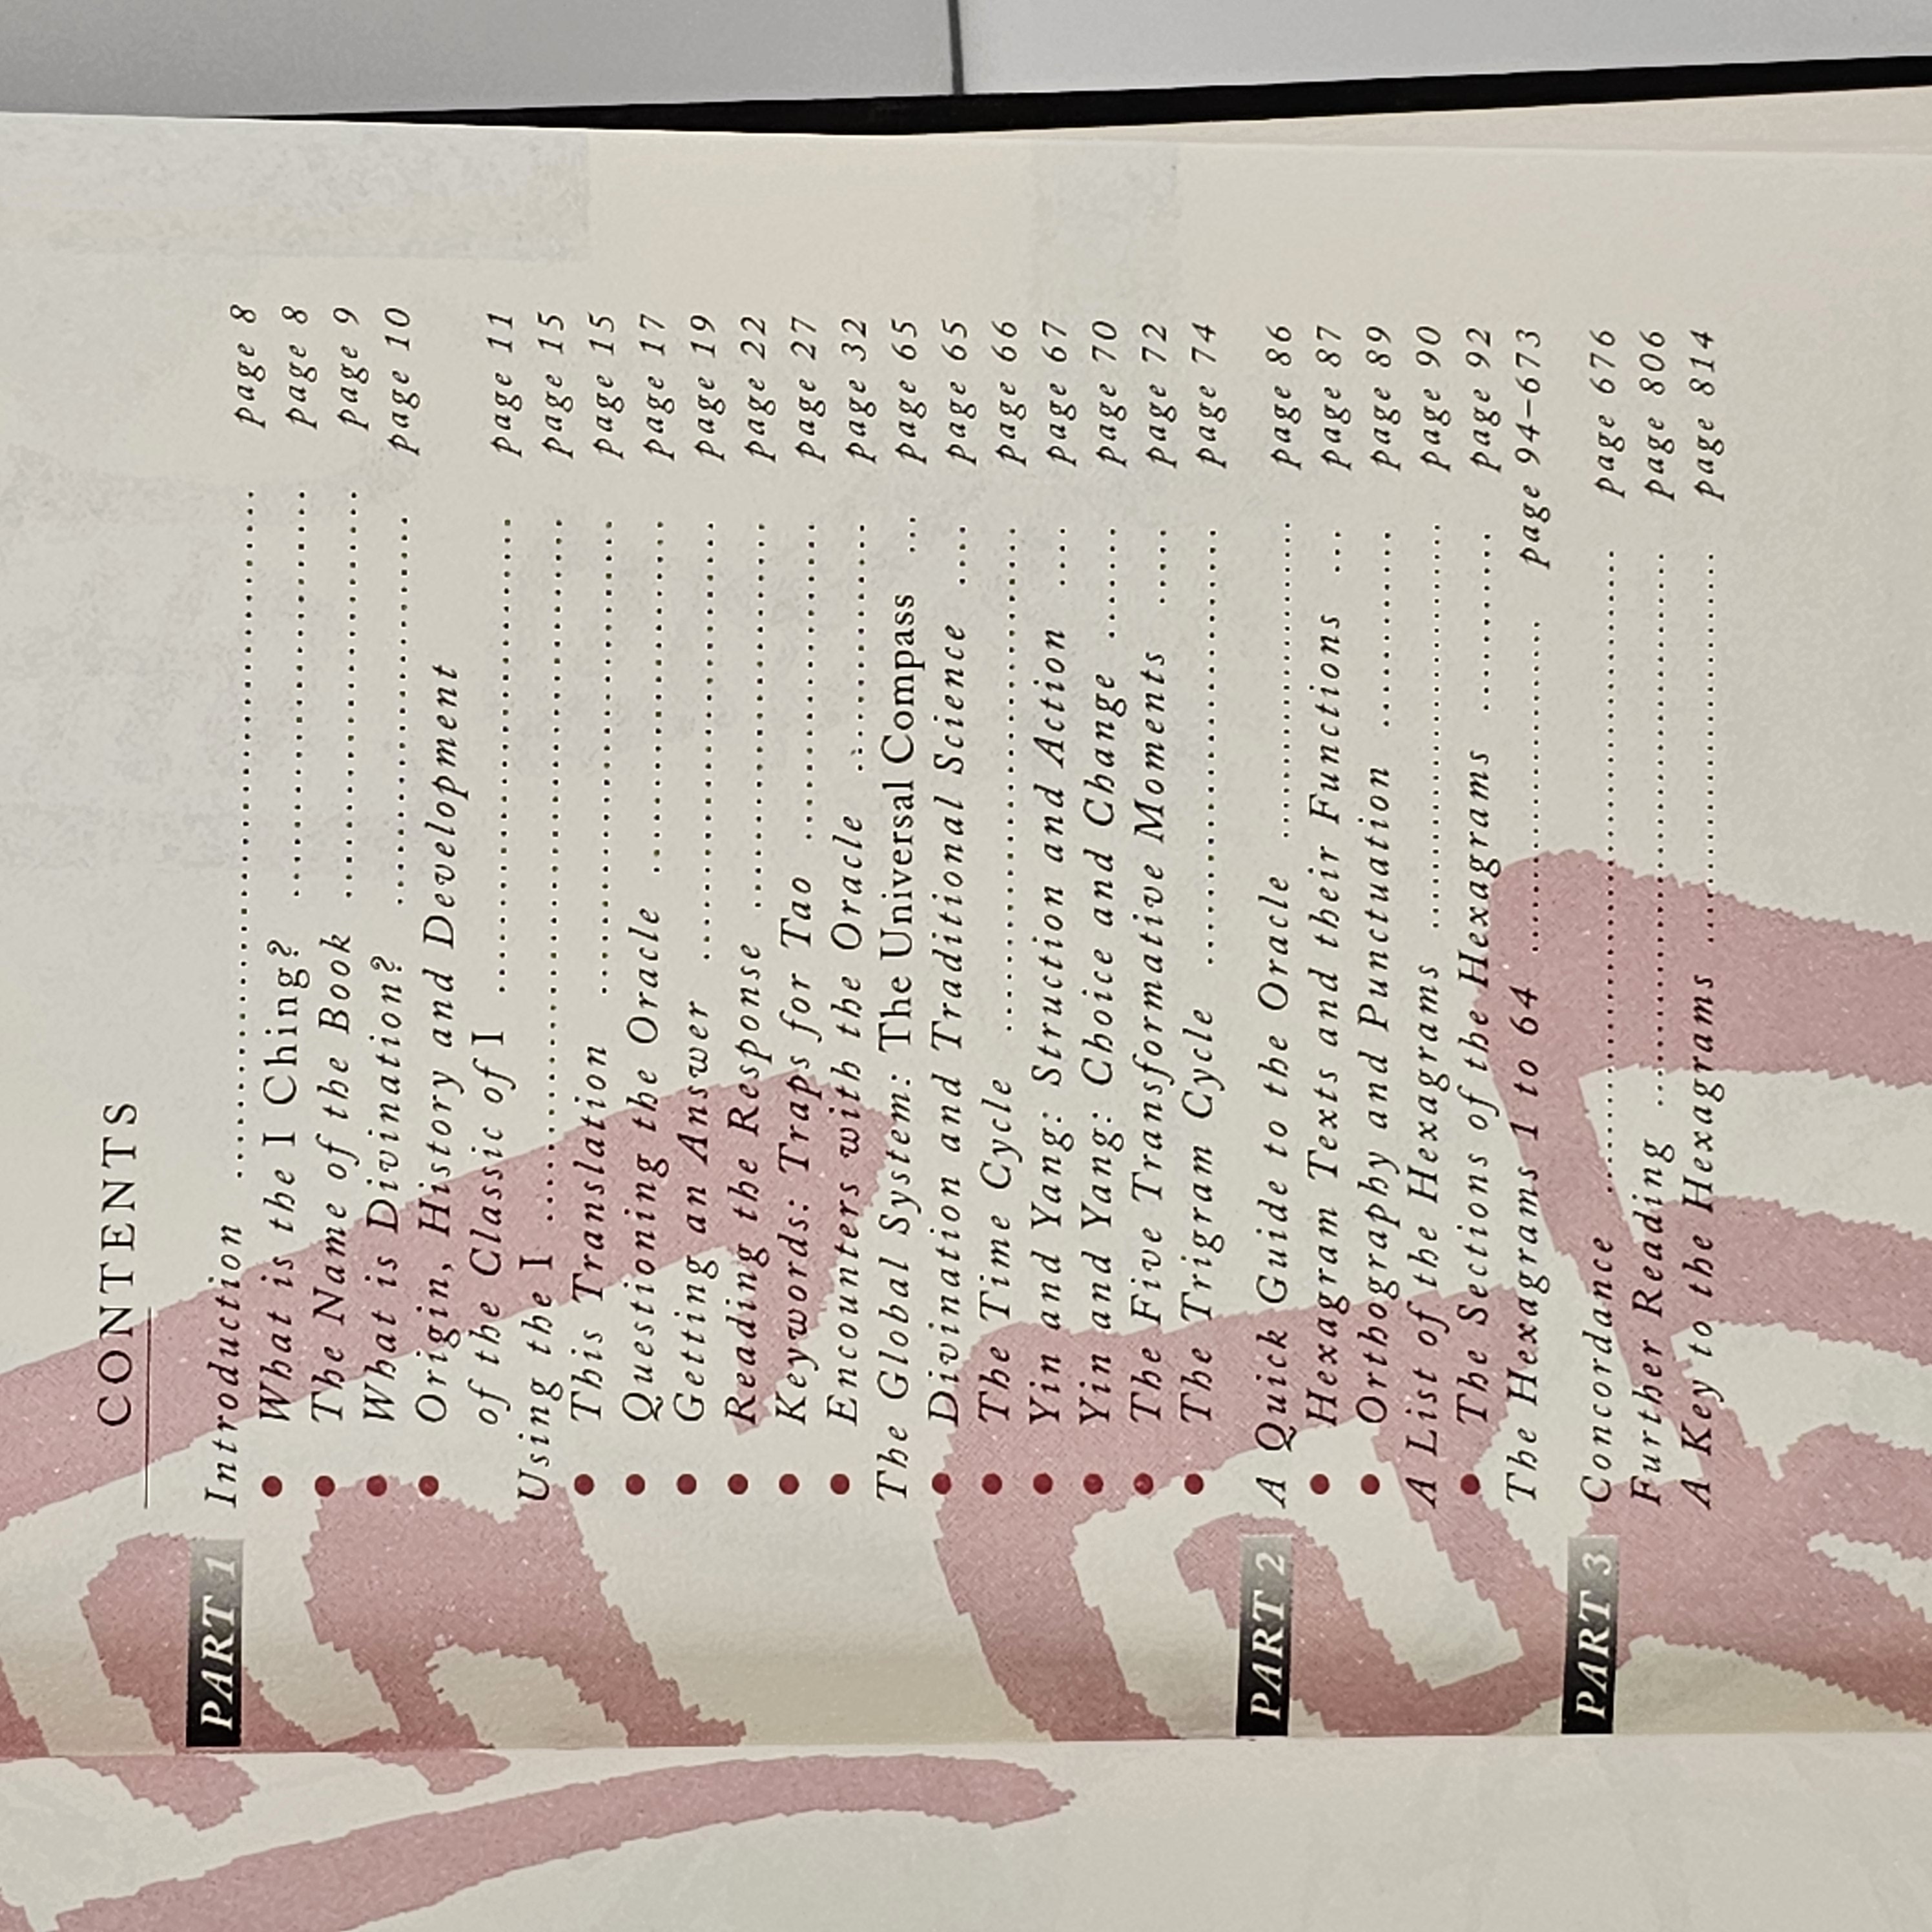 CONTENTS
PART 1 Introduction ........................................ page 8
• What is the I Ching? ........................ page 8
• The Name of the Book ........................ page 9
• What is Divination? ....................... page 10
• Origin, History and Development
of the Classic of I ............................ page 11
Using the I ......................................... page 15
• This Translation ............................ page 15
• Questioning the Oracle ..................... page 17
• Getting an Answer .......................... page 19
• Reading the Response ....................... page 22
• Keywords: Traps for Tao ................... page 27
• Encounters with the Oracle ............... page 32
The Global System: The Universal Compass ... page 65
• Divination and Traditional Science .... page 65
• The Time Cycle .............................. page 66
• Yin and Yang: Struction and Action .... page 67
• Yin and Yang: Choice and Change ....... page 70
• The Five Transformative Moments ..... page 72
• The Trigram Cycle .......................... page 74
PART 2 A Quick Guide to the Oracle ................... page 86
• Hexagram Texts and their Functions ... page 87
• Orthography and Punctuation ............ page 89
A List of the Hexagrams ........................ page 90
• The Sections of the Hexagrams ........... page 92
The Hexagrams 1 to 64 .................... page 94–673
PART 3 Concordance ...................................... page 676
Further Reading ................................. page 806
A Key to the Hexagrams ....................... page 814